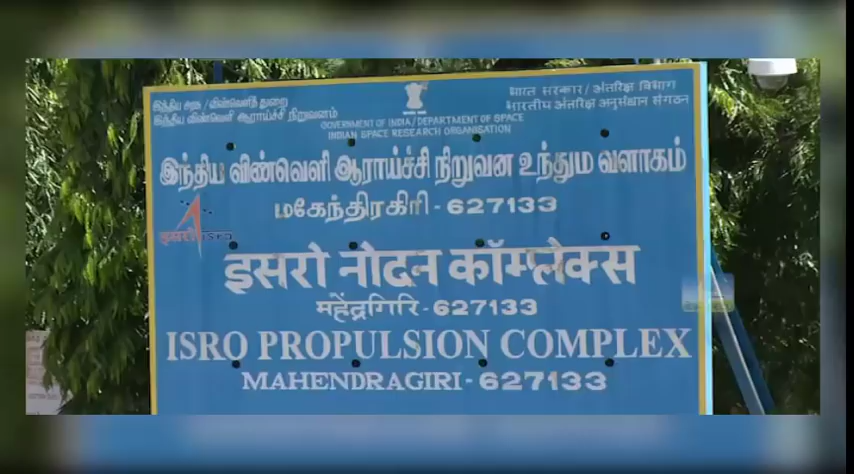 இந்திய அரசு / விண்வெளித் துறை
இந்திய விண்வெளி ஆராய்ச்சி நிறுவனம்
भारत सरकार / अंतरिक्ष विभाग
भारतीय अंतरिक्ष अनुसंधान संगठन
GOVERNMENT OF INDIA / DEPARTMENT OF SPACE
INDIAN SPACE RESEARCH ORGANISATION
இந்திய விண்வெளி ஆராய்ச்சி நிறுவன உந்தும வளாகம்
மகேந்திரகிரி - 627133
इसरो isro
इसरो नोदन कॉम्प्लेक्स
महेंद्रगिरि - 627133
ISRO PROPULSION COMPLEX
MAHENDRAGIRI - 627133